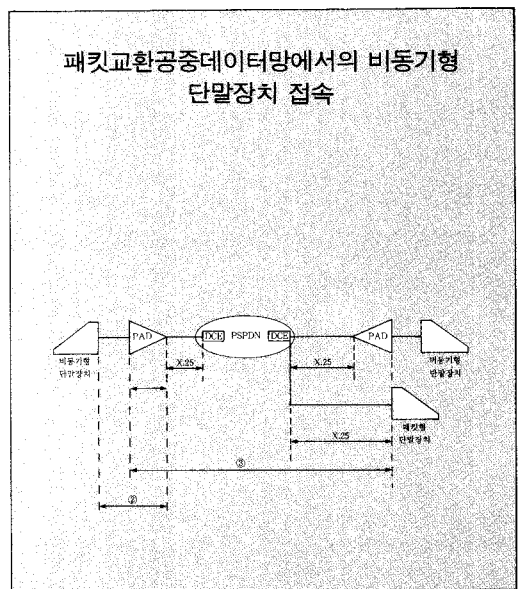 패킷교환공중데이터망에서의 비동기형
단말장치 접속
PAD
DCE
PSPDN
DCE
PAD
비동기형
단말장치
X.25
X.25
비동기형
단말장치
X.25
패킷형
단말장치
③
②